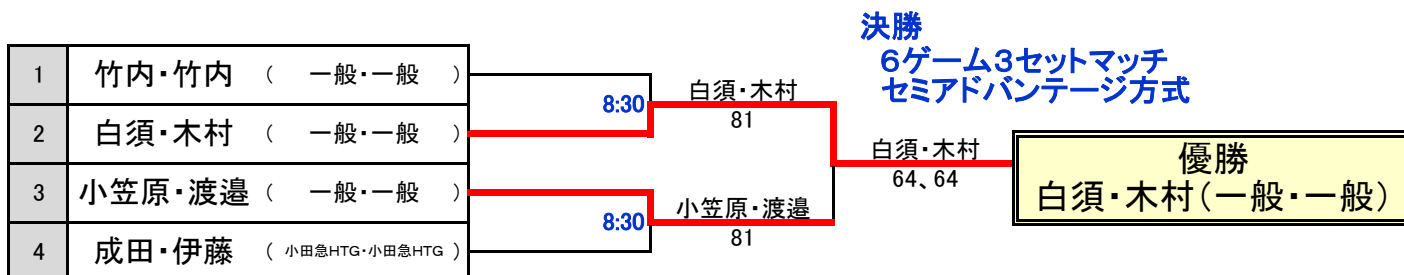 決勝
6ゲーム3セットマッチ
セミアドバンテージ方式
1 竹内・竹内 ( 一般・一般 )
2 白須・木村 ( 一般・一般 )
3 小笠原・渡邉 ( 一般・一般 )
4 成田・伊藤 ( 小田急HTG・小田急HTG )
8:30
白須・木村
81
8:30
小笠原・渡邉
81
白須・木村
64、64
優勝
白須・木村(一般・一般)